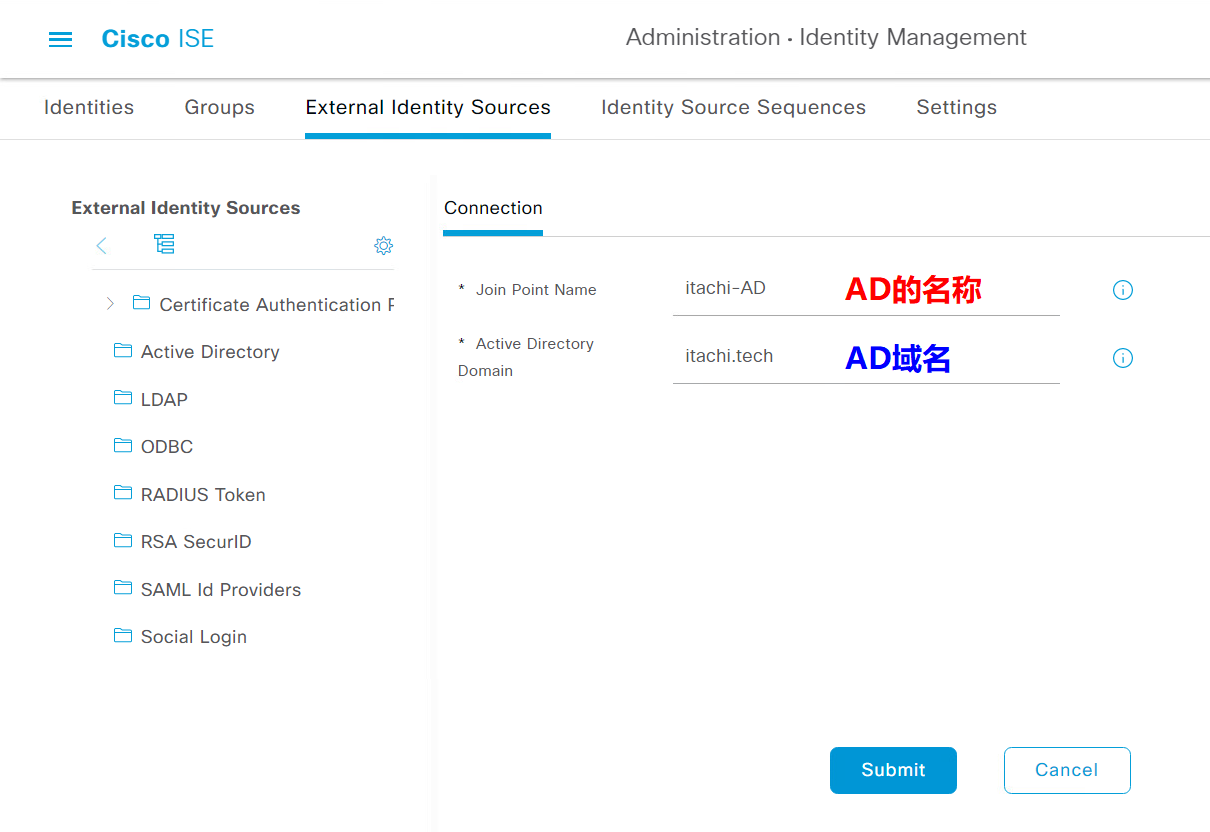 Cisco ISE
Administration · Identity Management
Identities
Groups
External Identity Sources
Identity Source Sequences
Settings
External Identity Sources
Certificate Authentication P
Active Directory
LDAP
ODBC
RADIUS Token
RSA SecurID
SAML Id Providers
Social Login
Connection
* Join Point Name
itachi-AD
AD的名称
* Active Directory
Domain
itachi.tech
AD域名
Submit
Cancel